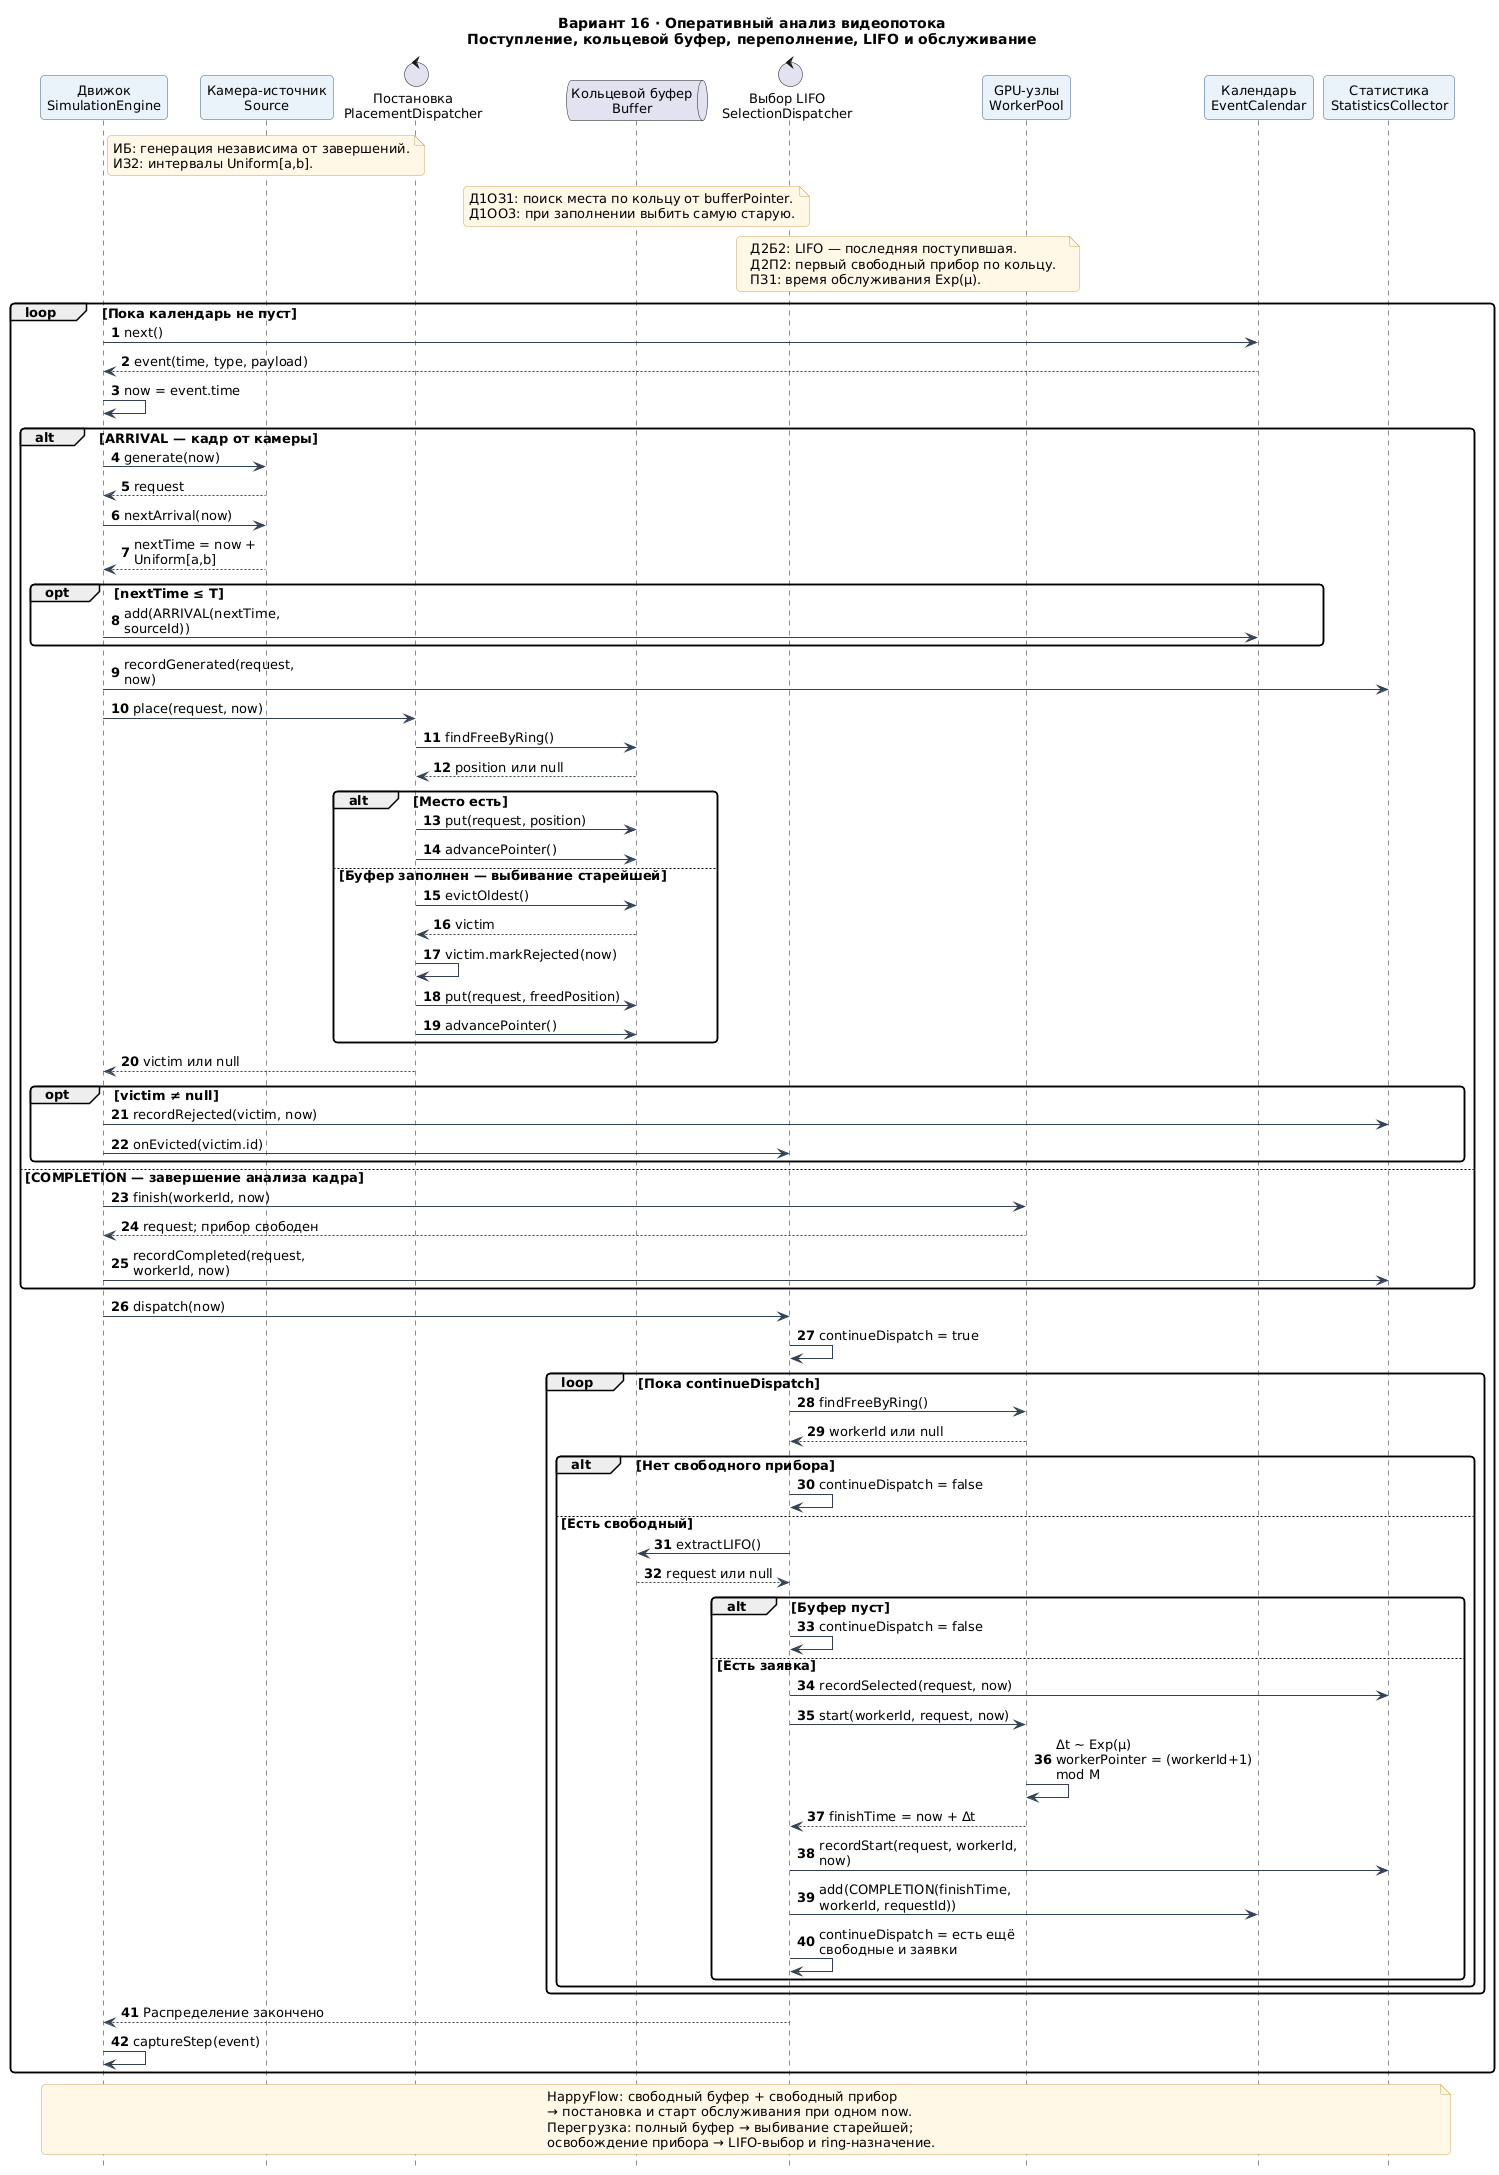 Вариант 16 · Оперативный анализ видеопотока
Поступление, кольцевой буфер, переполнение, LIFO и обслуживание
Движок
SimulationEngine
Камера-источник
Source
Постановка
PlacementDispatcher
Кольцевой буфер
Buffer
Выбор LIFO
SelectionDispatcher
GPU-узлы
WorkerPool
Календарь
EventCalendar
Статистика
StatisticsCollector
ИБ: генерация независима от завершений.
ИЗ2: интервалы Uniform[a,b].
Д1ОЗ1: поиск места по кольцу от bufferPointer.
Д1ОО3: при заполнении выбить самую старую.
Д2Б2: LIFO — последняя поступившая.
Д2П2: первый свободный прибор по кольцу.
ПЗ1: время обслуживания Exp(μ).
loop [Пока календарь не пуст]
1 next()
2 event(time, type, payload)
3 now = event.time
alt [ARRIVAL — кадр от камеры]
4 generate(now)
5 request
6 nextArrival(now)
7 nextTime = now +
Uniform[a,b]
opt [nextTime ≤ T]
8 add(ARRIVAL(nextTime,
sourceId))
9 recordGenerated(request,
now)
10 place(request, now)
11 findFreeByRing()
12 position или null
alt [Место есть]
13 put(request, position)
14 advancePointer()
[Буфер заполнен — выбивание старейшей]
15 evictOldest()
16 victim
17 victim.markRejected(now)
18 put(request, freedPosition)
19 advancePointer()
20 victim или null
opt [victim ≠ null]
21 recordRejected(victim, now)
22 onEvicted(victim.id)
[COMPLETION — завершение анализа кадра]
23 finish(workerId, now)
24 request; прибор свободен
25 recordCompleted(request,
workerId, now)
26 dispatch(now)
27 continueDispatch = true
loop [Пока continueDispatch]
28 findFreeByRing()
29 workerId или null
alt [Нет свободного прибора]
30 continueDispatch = false
[Есть свободный]
31 extractLIFO()
32 request или null
alt [Буфер пуст]
33 continueDispatch = false
[Есть заявка]
34 recordSelected(request, now)
35 start(workerId, request, now)
Δt ~ Exp(μ)
36 workerPointer = (workerId+1)
mod M
37 finishTime = now + Δt
38 recordStart(request, workerId,
now)
39 add(COMPLETION(finishTime,
workerId, requestId))
40 continueDispatch = есть ещё
свободные и заявки
41 Распределение закончено
42 captureStep(event)
HappyFlow: свободный буфер + свободный прибор
→ постановка и старт обслуживания при одном now.
Перегрузка: полный буфер → выбивание старейшей;
освобождение прибора → LIFO-выбор и ring-назначение.